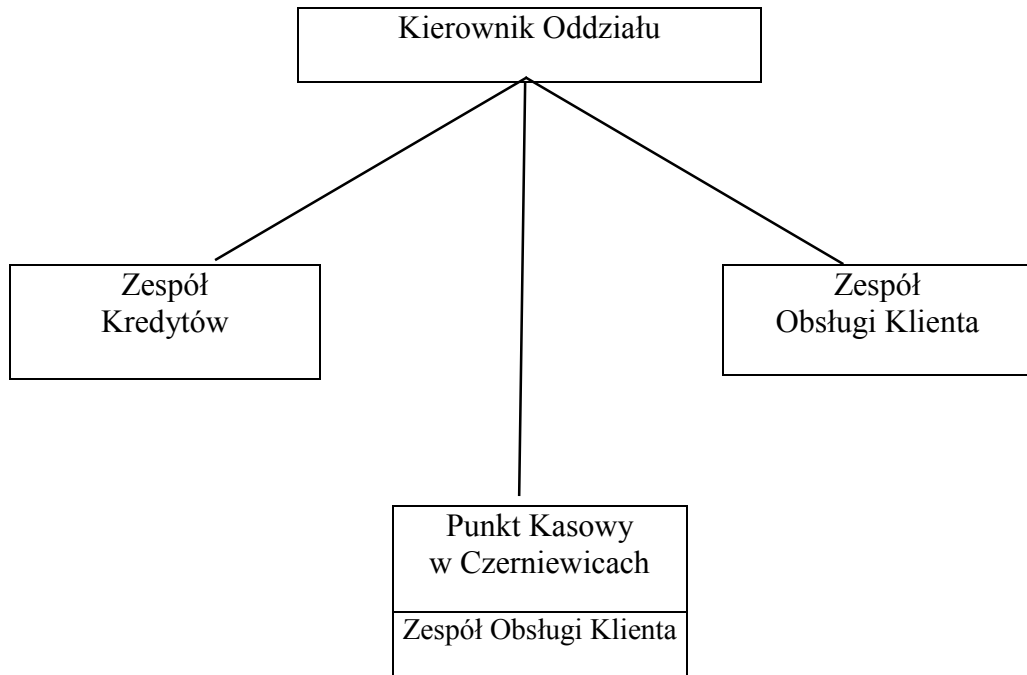 Kierownik Oddziału
Zespół
Kredytów
Zespół
Obsługi Klienta
Punkt Kasowy
w Czerniewicach
Zespół Obsługi Klienta